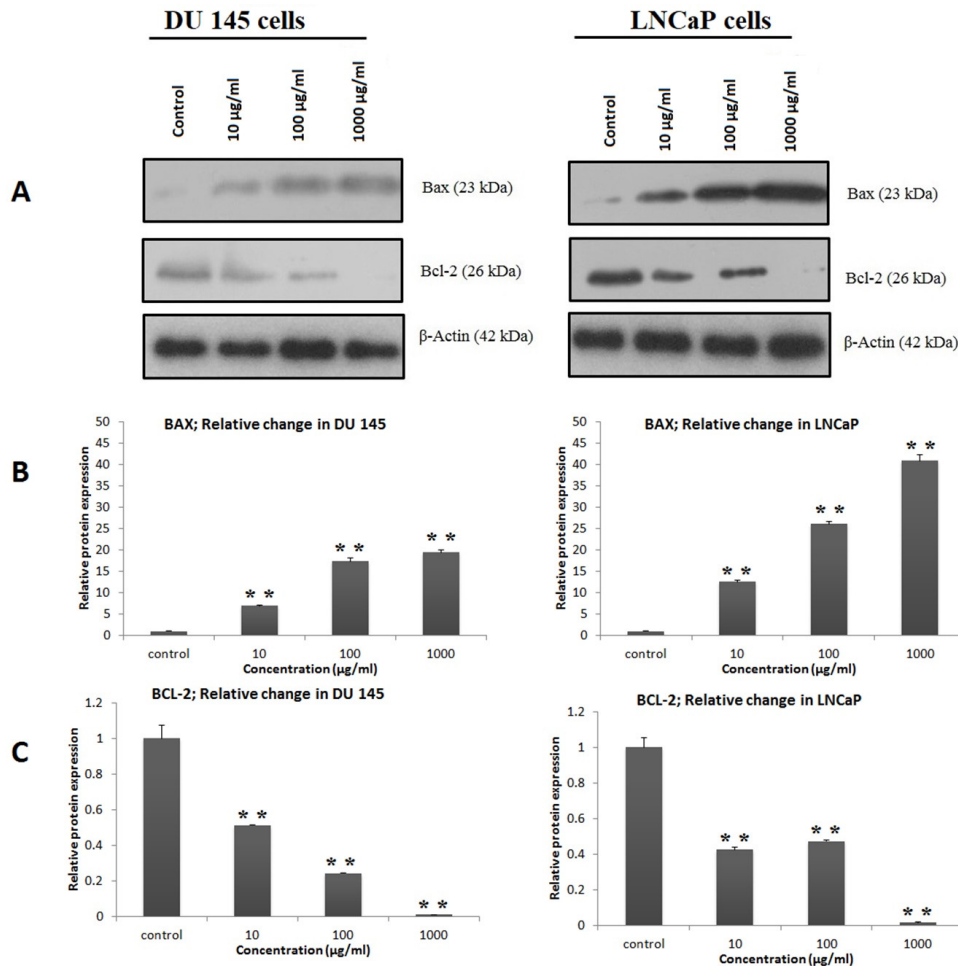 DU 145 cells
LNCaP cells
Control
10 µg/ml
100 µg/ml
1000 µg/ml
Control
10 µg/ml
100 µg/ml
1000 µg/ml
A
Bax (23 kDa)
Bax (23 kDa)
Bcl-2 (26 kDa)
Bcl-2 (26 kDa)
β-Actin (42 kDa)
β-Actin (42 kDa)
B
BAX; Relative change in DU 145
Relative protein expression
50
45
40
35
30
25
20
15
10
5
0
* *
* *
* *
control 10 100 1000
Concentration (µg/ml)
BAX; Relative change in LNCaP
Relative protein expression
50
45
40
35
30
25
20
15
10
5
0
* *
* *
* *
control 10 100 1000
Concentration (µg/ml)
C
BCL-2; Relative change in DU 145
Relative protein expression
1.2
1
0.8
0.6
0.4
0.2
0
* *
* *
* *
control 10 100 1000
Concentration (µg/ml)
BCL-2; Relative change in LNCaP
Relative protein expression
1.2
1
0.8
0.6
0.4
0.2
0
* *
* *
* *
control 10 100 1000
Concentration (µg/ml)